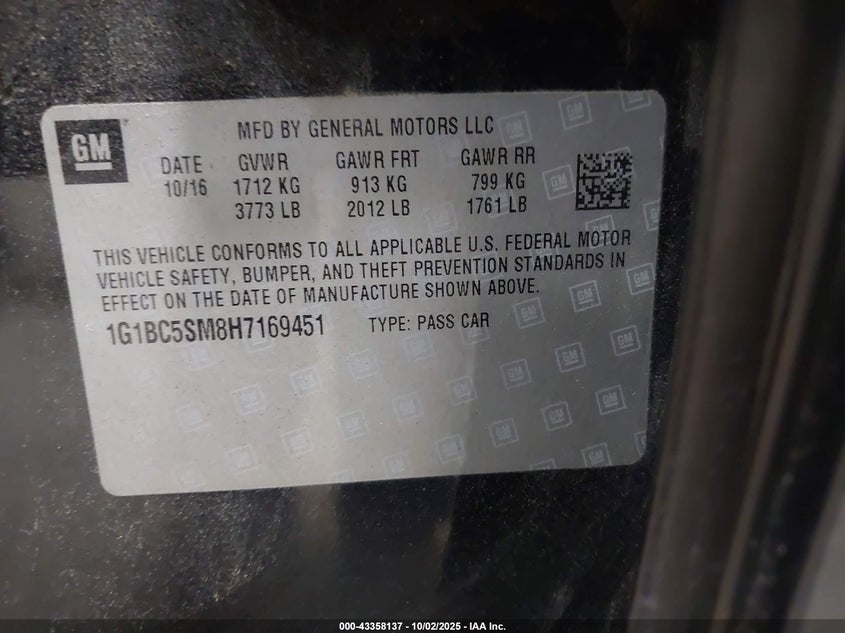 GM
MFD BY GENERAL MOTORS LLC
DATE GVWR GAWR FRT GAWR RR
10/16 1712 KG 913 KG 799 KG
3773 LB 2012 LB 1761 LB
THIS VEHICLE CONFORMS TO ALL APPLICABLE U.S. FEDERAL MOTOR
VEHICLE SAFETY, BUMPER, AND THEFT PREVENTION STANDARDS IN
EFFECT ON THE DATE OF MANUFACTURE SHOWN ABOVE.
1G1BC5SM8H7169451 TYPE: PASS CAR
000-43358137 - 10/02/2025 - IAA Inc.